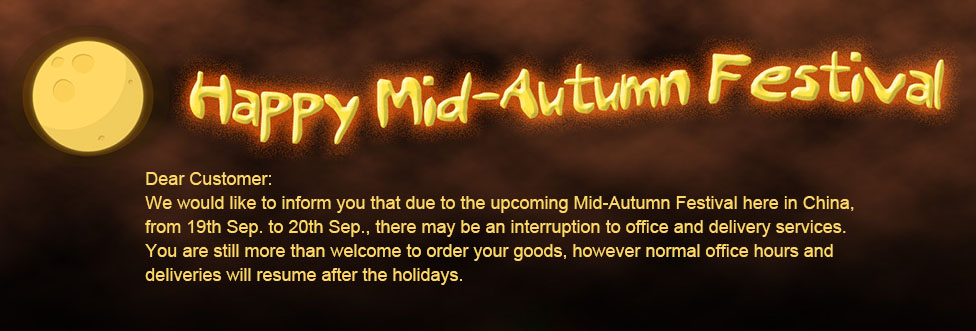 Happy Mid-Autumn Festival
Dear Customer:
We would like to inform you that due to the upcoming Mid-Autumn Festival here in China,
from 19th Sep. to 20th Sep., there may be an interruption to office and delivery services.
You are still more than welcome to order your goods, however normal office hours and
deliveries will resume after the holidays.